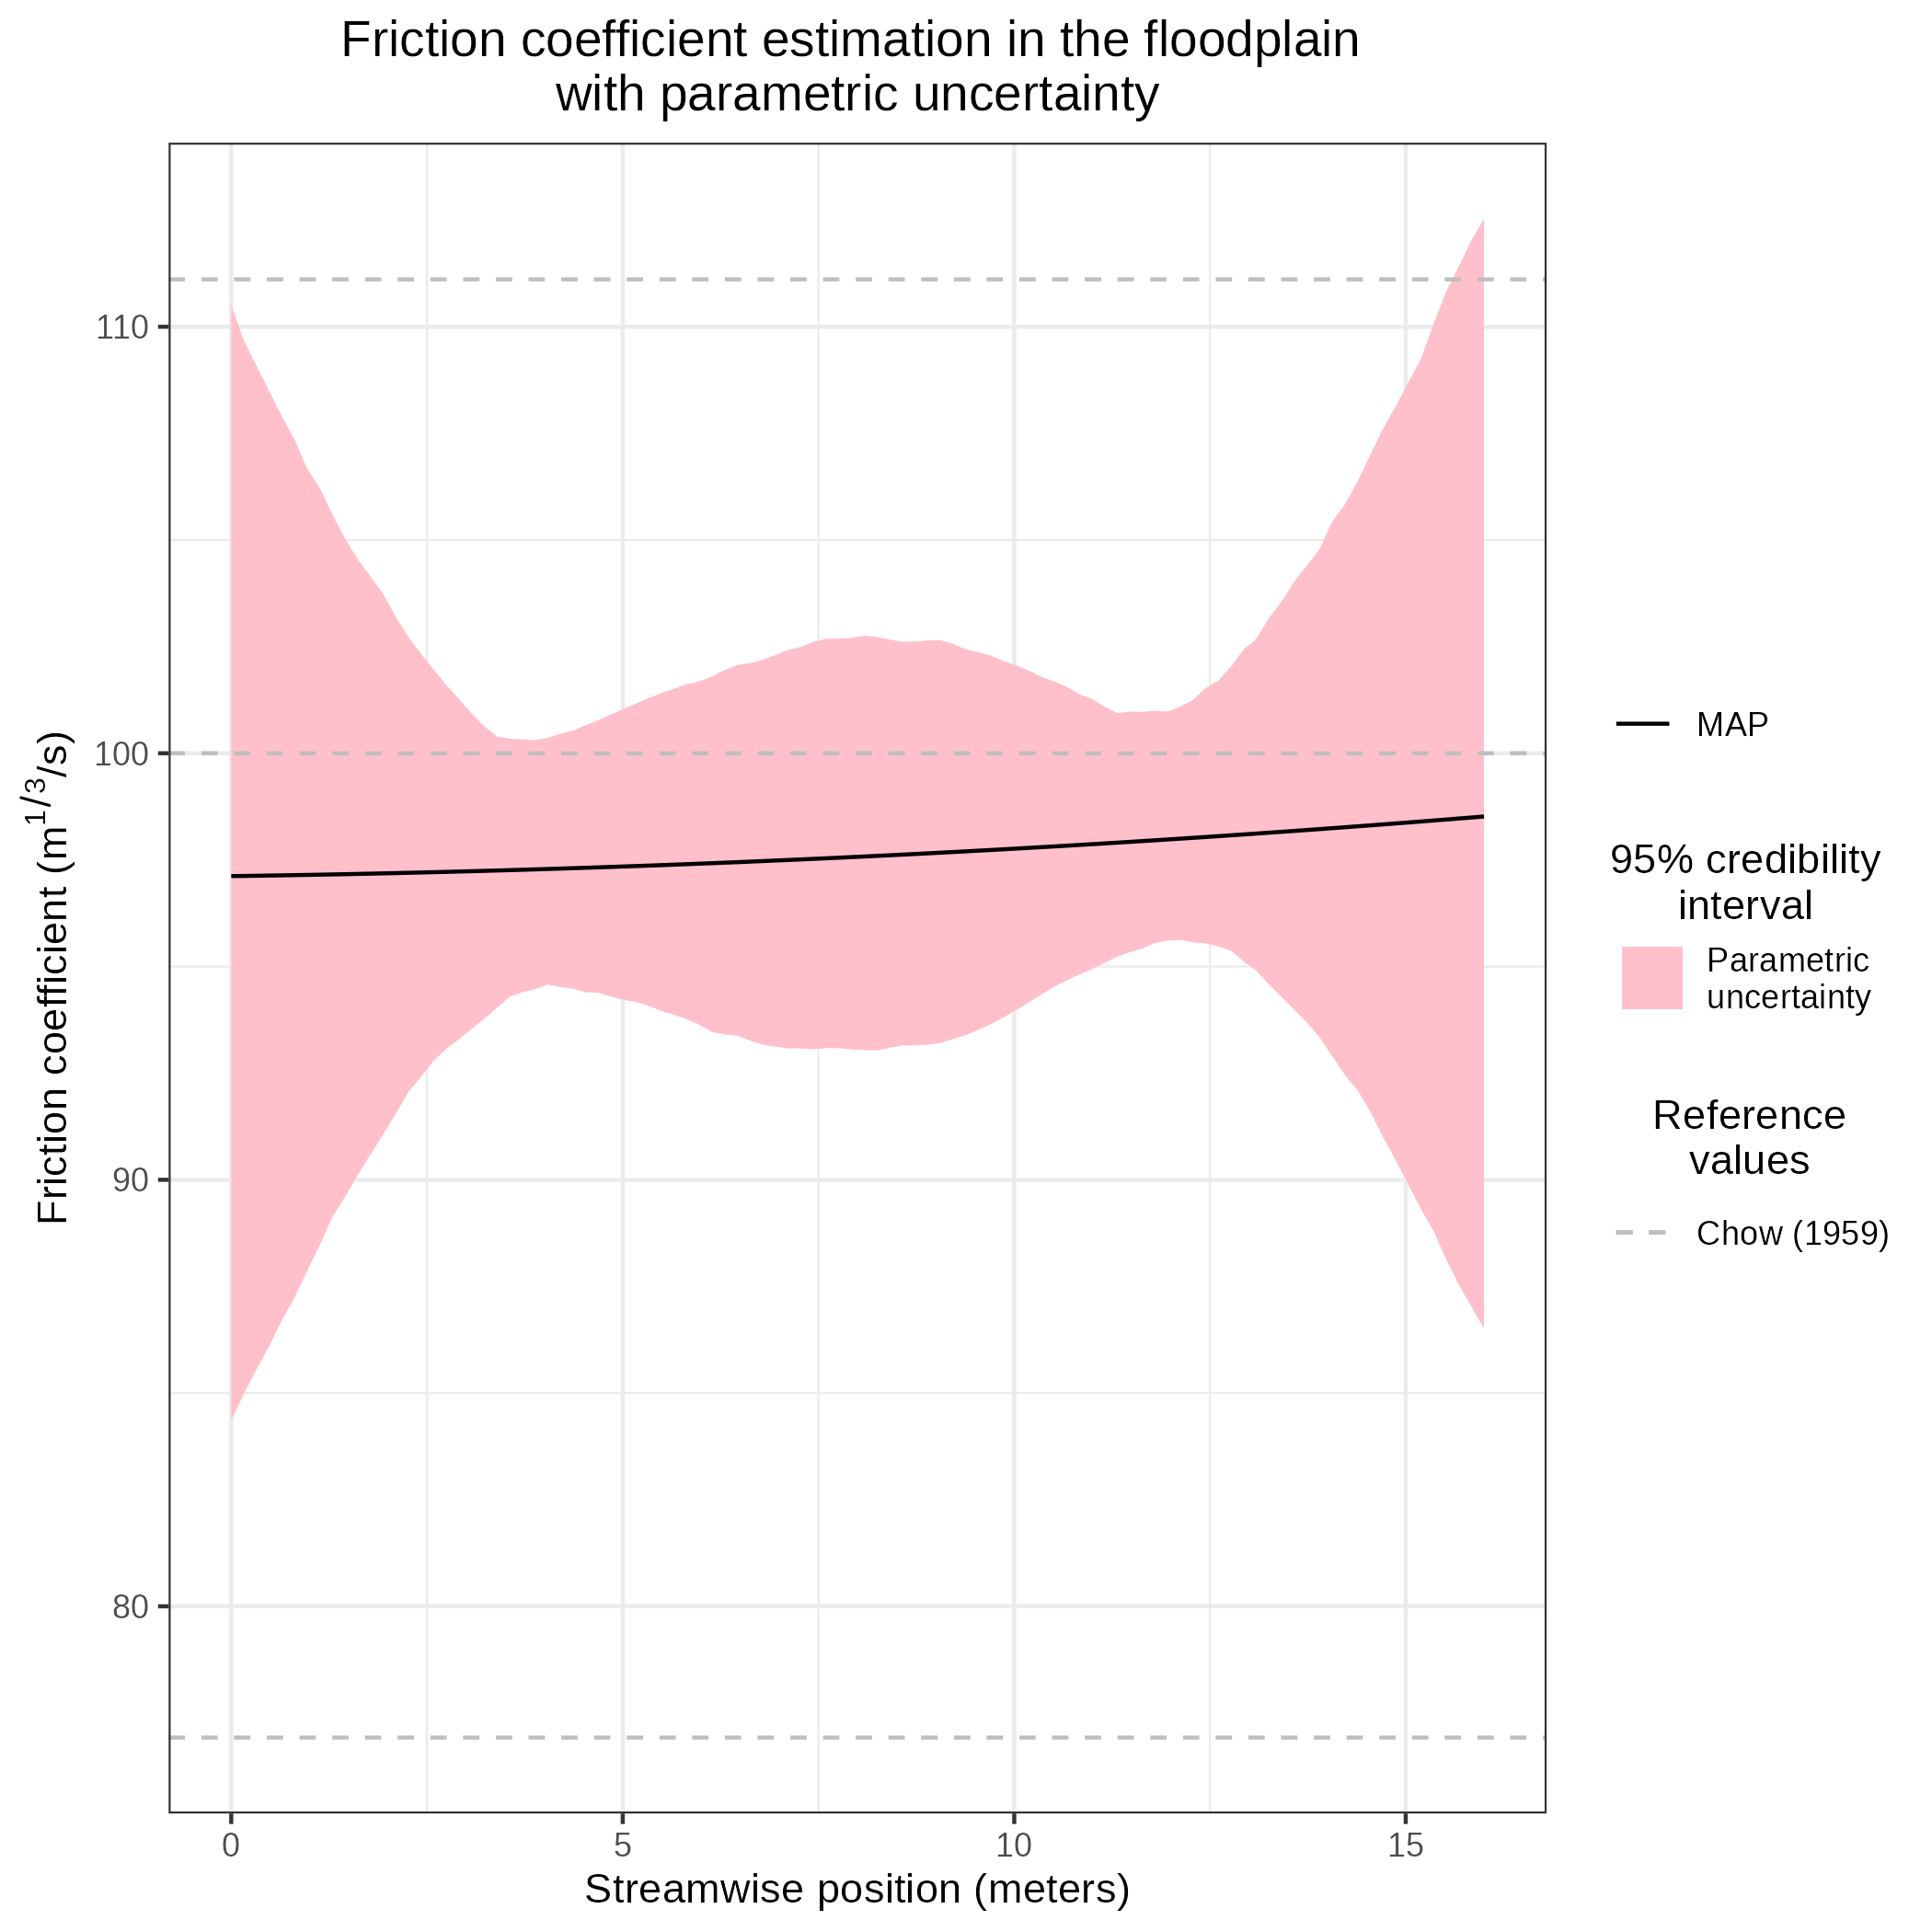 Friction coefficient estimation in the floodplain
with parametric uncertainty
Friction coefficient (m^1/3/s)
110
100
90
80
0 5 10 15
Streamwise position (meters)
MAP
95% credibility
interval
Parametric
uncertainty
Reference
values
Chow (1959)